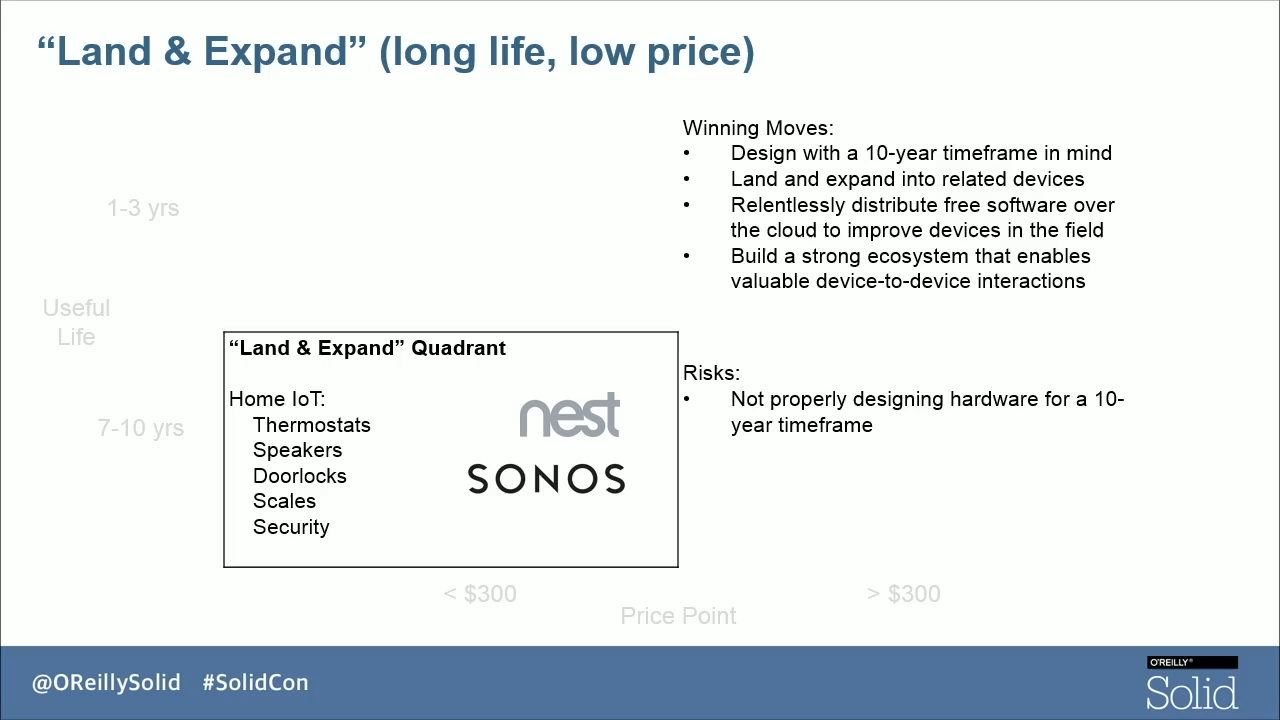 “Land & Expand” (long life, low price)
Winning Moves:
• Design with a 10-year timeframe in mind
• Land and expand into related devices
• Relentlessly distribute free software over
the cloud to improve devices in the field
• Build a strong ecosystem that enables
valuable device-to-device interactions
1-3 yrs
Useful
Life
7-10 yrs
“Land & Expand” Quadrant
Home IoT:
Thermostats
Speakers
Doorlocks
Scales
Security
nest
SONOS
Risks:
• Not properly designing hardware for a 10-
year timeframe
< $300
> $300
Price Point
@OReillySolid #SolidCon
O'REILLY®
Solid